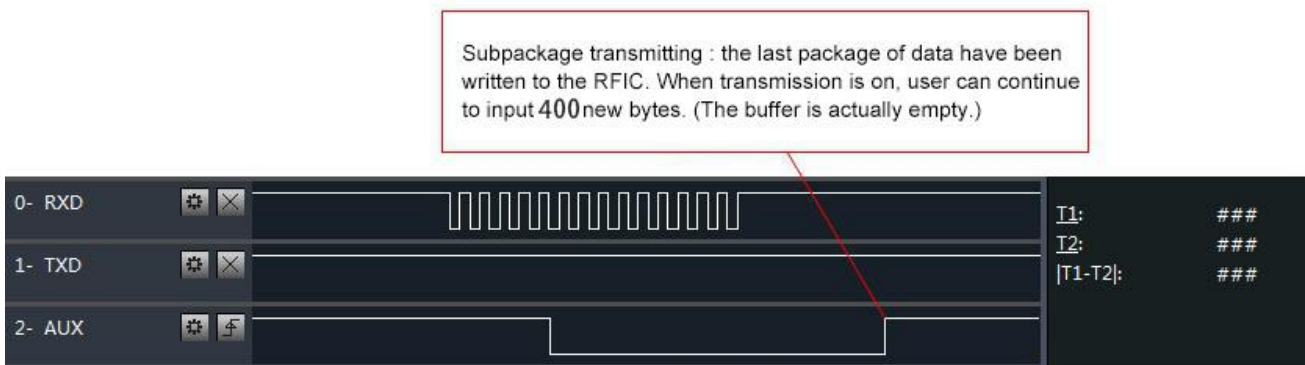 Subpackage transmitting : the last package of data have been
written to the RFIC. When transmission is on, user can continue
to input 400 new bytes. (The buffer is actually empty.)
0- RXD
1- TXD
2- AUX
T1: ###
T2: ###
|T1-T2|: ###